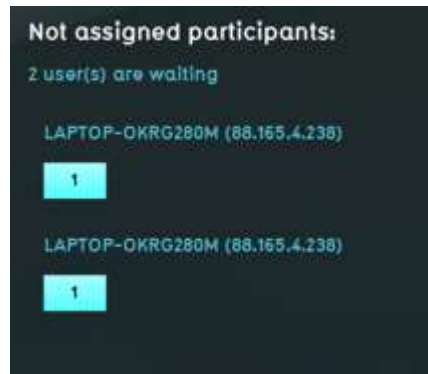 Not assigned participants:
2 user(s) are waiting
LAPTOP-OKRG280M (88.165.4.238)
1
LAPTOP-OKRG280M (88.165.4.238)
1